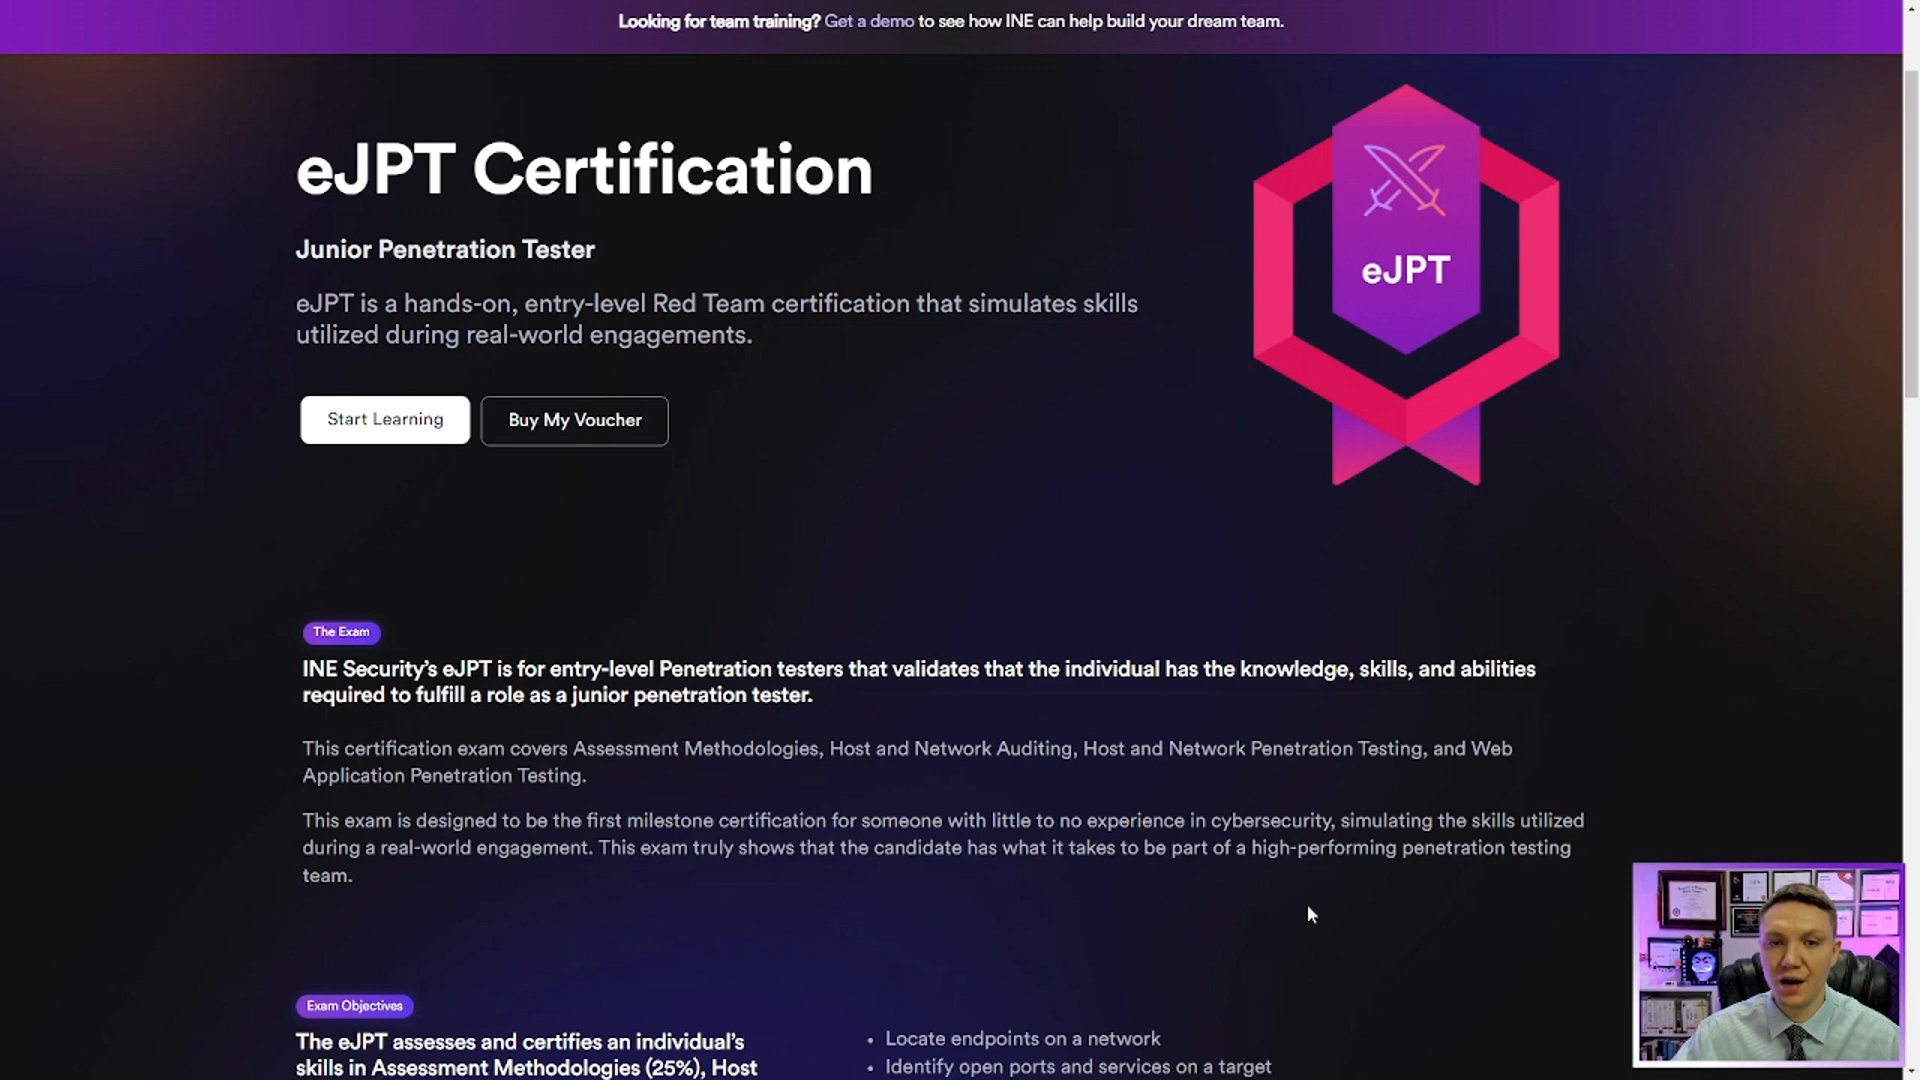 Looking for team training? Get a demo to see how INE can help build your dream team.
eJPT Certification
Junior Penetration Tester
eJPT is a hands-on, entry-level Red Team certification that simulates skills
utilized during real-world engagements.
Start Learning
Buy My Voucher
eJPT
The Exam
INE Security’s eJPT is for entry-level Penetration testers that validates that the individual has the knowledge, skills, and abilities
required to fulfill a role as a junior penetration tester.
This certification exam covers Assessment Methodologies, Host and Network Auditing, Host and Network Penetration Testing, and Web
Application Penetration Testing.
This exam is designed to be the first milestone certification for someone with little to no experience in cybersecurity, simulating the skills utilized
during a real-world engagement. This exam truly shows that the candidate has what it takes to be part of a high-performing penetration testing
team.
Exam Objectives
The eJPT assesses and certifies an individual’s
skills in Assessment Methodologies (25%), Host
• Locate endpoints on a network
• Identify open ports and services on a target